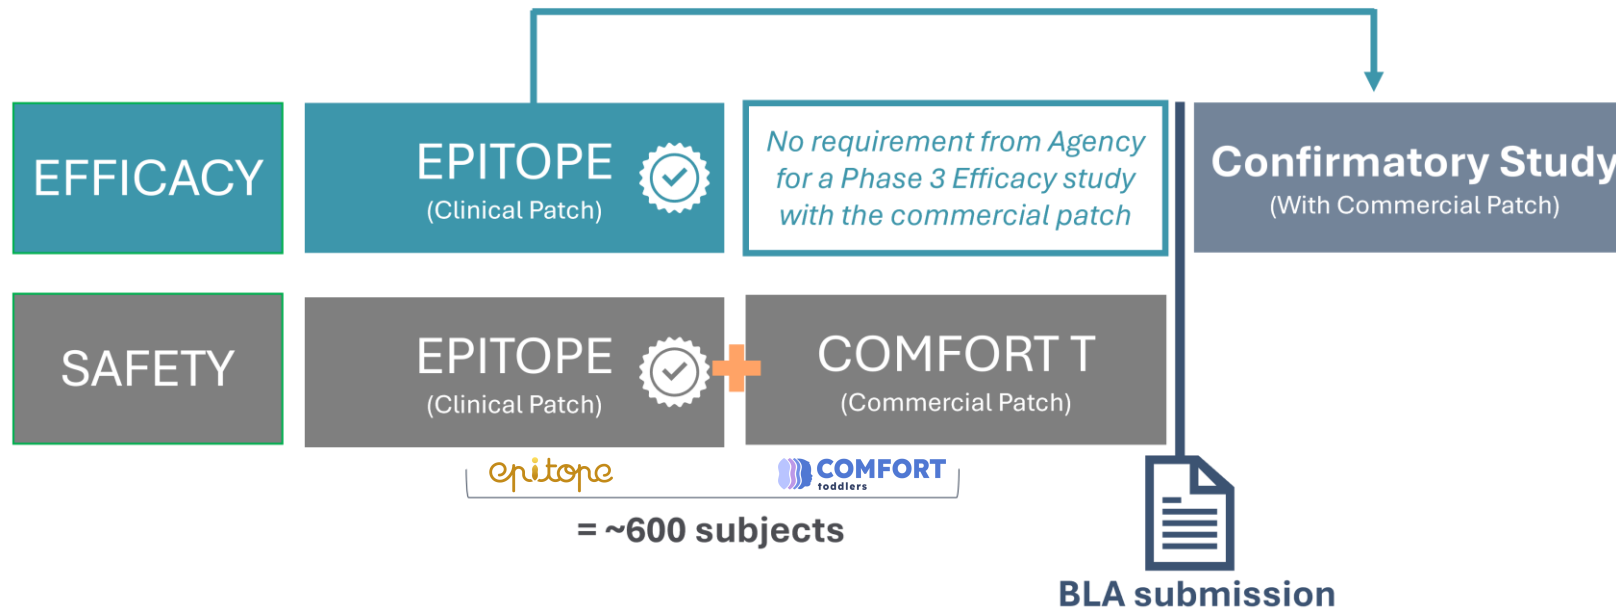 EFFICACY
EPITOPE
(Clinical Patch)
No requirement from Agency
for a Phase 3 Efficacy study
with the commercial patch
Confirmatory Study
(With Commercial Patch)
SAFETY
EPITOPE
(Clinical Patch)
COMFORT T
(Commercial Patch)
epitope
COMFORT
toddlers
= ~600 subjects
BLA submission